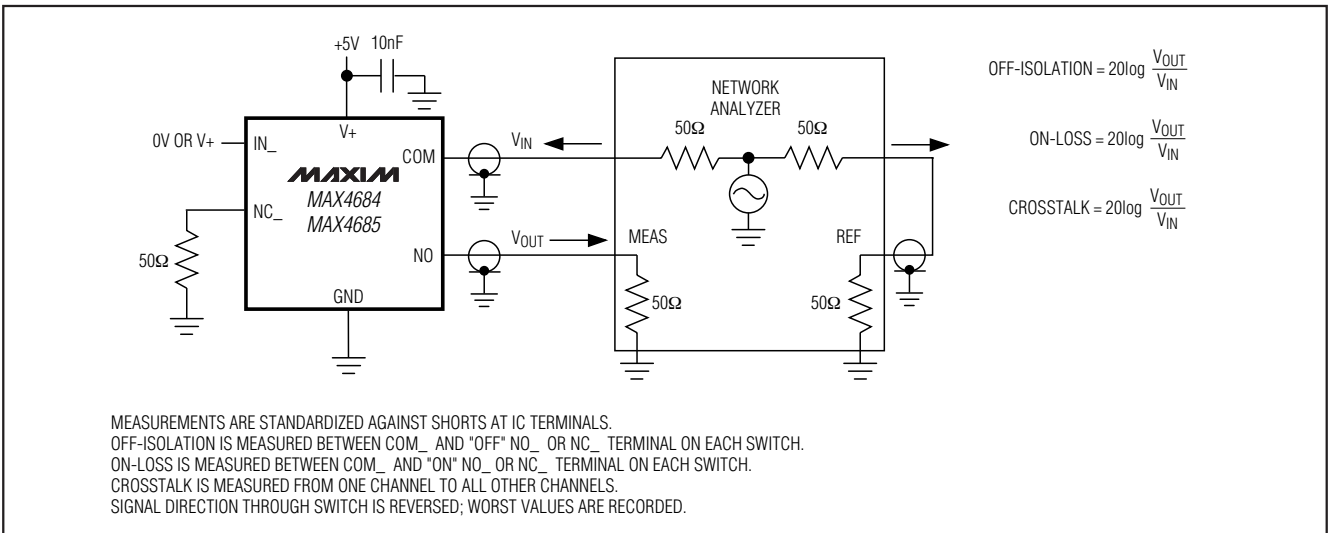 +5V 10nF
V+
0V OR V+
IN_
COM
MAXIM
MAX4684
MAX4685
NC_
NO
50Ω
GND
VIN
VOUT
NETWORK
ANALYZER
50Ω
50Ω
MEAS
REF
50Ω
50Ω
OFF-ISOLATION = 20log VOUT
VIN
ON-LOSS = 20log VOUT
VIN
CROSSTALK = 20log VOUT
VIN
MEASUREMENTS ARE STANDARDIZED AGAINST SHORTS AT IC TERMINALS.
OFF-ISOLATION IS MEASURED BETWEEN COM_ AND "OFF" NO_ OR NC_ TERMINAL ON EACH SWITCH.
ON-LOSS IS MEASURED BETWEEN COM_ AND "ON" NO_ OR NC_ TERMINAL ON EACH SWITCH.
CROSSTALK IS MEASURED FROM ONE CHANNEL TO ALL OTHER CHANNELS.
SIGNAL DIRECTION THROUGH SWITCH IS REVERSED; WORST VALUES ARE RECORDED.